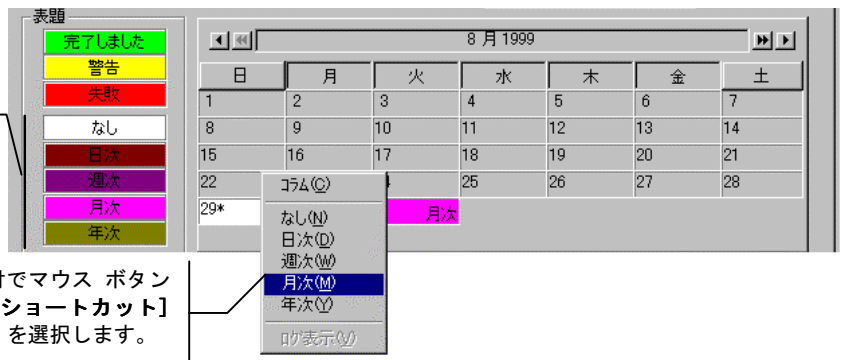 表題
完了しました
警告
失敗
なし
日次
週次
月次
年次
8 月 1999
日 月 火 水 木 金 土
1 2 3 4 5 6 7
8 9 10 11 12 13 14
15 16 17 18 19 20 21
22 25 26 27 28
29* 月次
コラム(C)
なし(N)
日次(D)
週次(W)
月次(M)
年次(Y)
ログ表示(V)
でマウス ボタン
ショートカット]
を選択します。